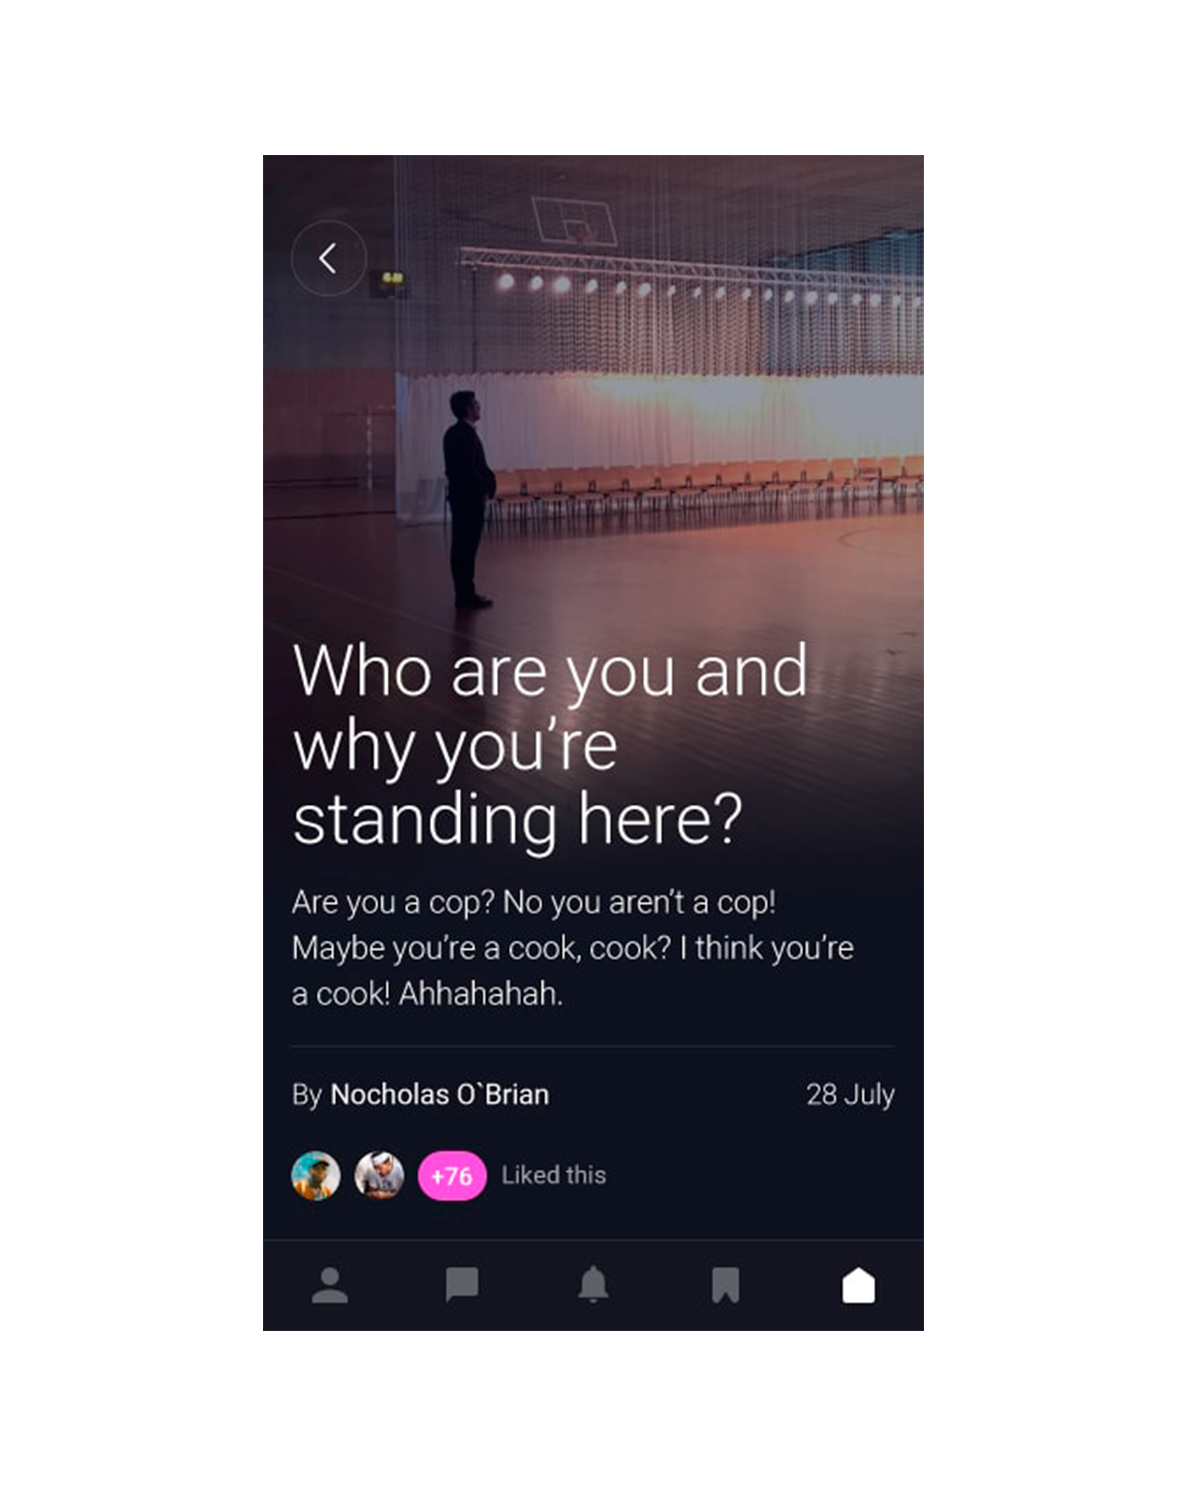 Who are you and
why you’re
standing here?
Are you a cop? No you aren’t a cop!
Maybe you’re a cook, cook? I think you’re
a cook! Ahhahahah.
By Nocholas O`Brian
28 July
+76 Liked this